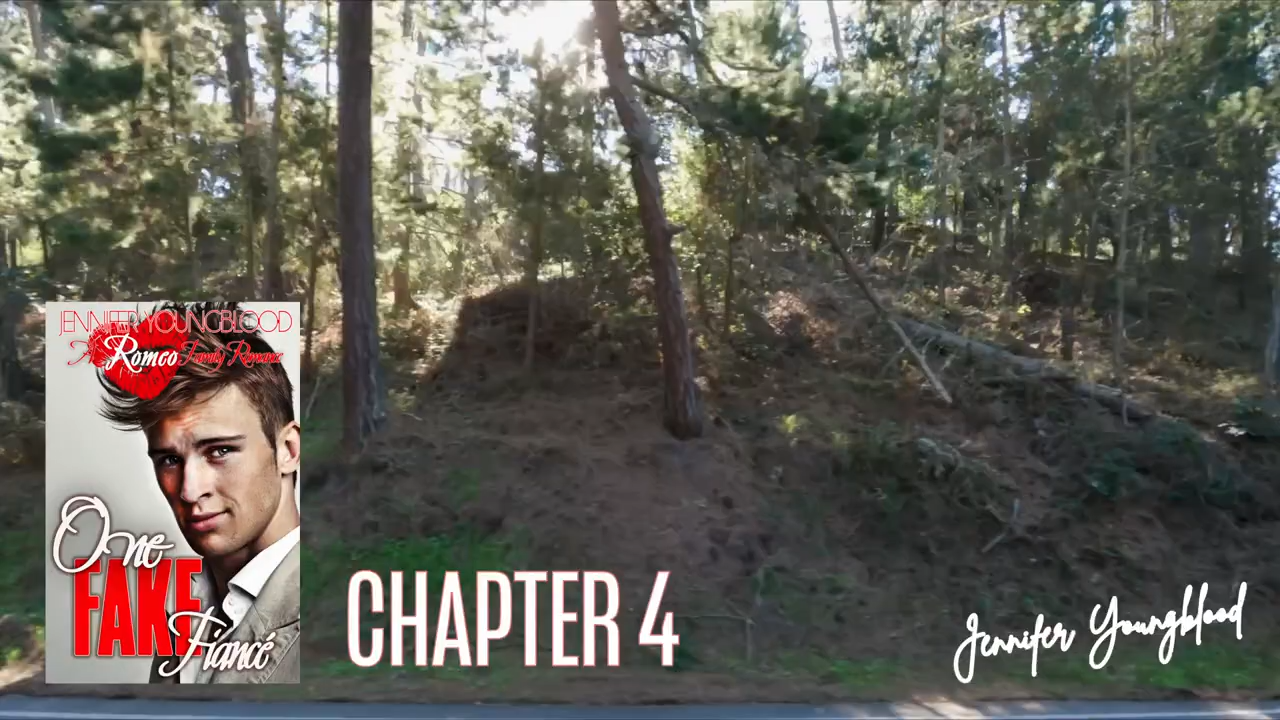 JENNIFER YOUNGBLOOD
A Romeo Family Romance
One
FAKE
Fiancé
CHAPTER 4
Jennifer Youngblood